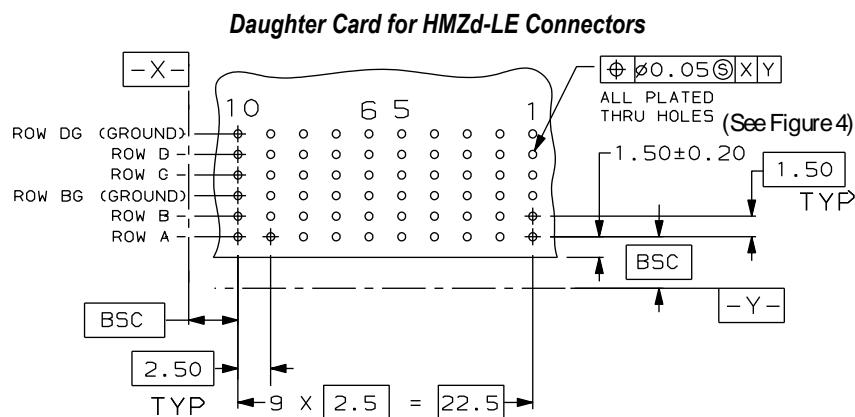 Daughter Card for HMZd-LE Connectors
-X-
⌖ ⌀0.05Ⓢ X Y
ALL PLATED
THRU HOLES (See Figure 4)
10 6 5 1
ROW DG (GROUND)
ROW D
ROW C
ROW BG (GROUND)
ROW B
ROW A
1.50±0.20
1.50
TYP
BSC
-Y-
BSC
2.50
TYP
9 X 2.5 = 22.5